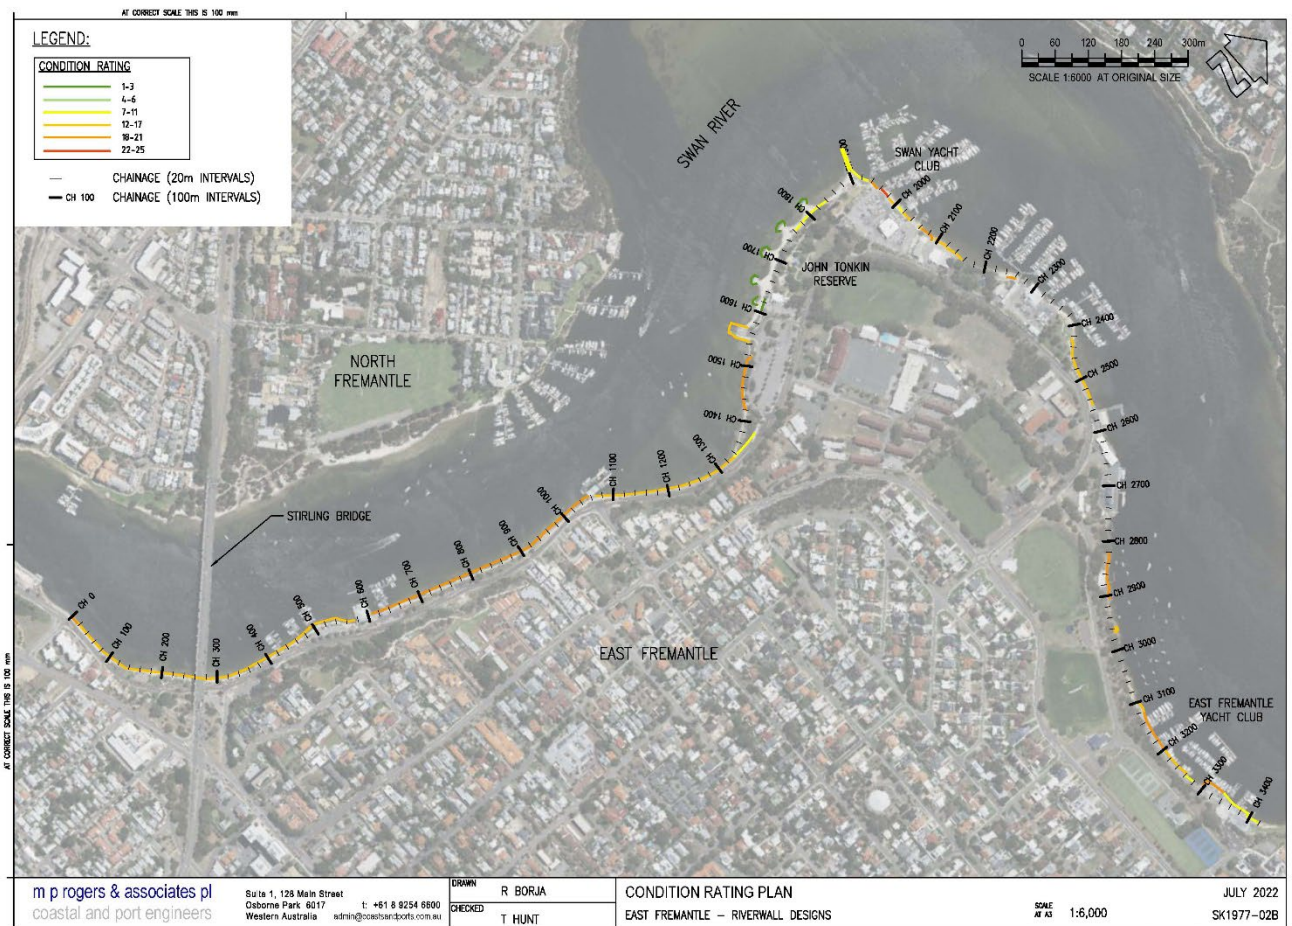 AT CORRECT SCALE THIS IS 100 mm
LEGEND:
CONDITION RATING
1-3
4-6
7-11
12-17
18-21
22-25
CHAINAGE (20m INTERVALS)
CH 100 CHAINAGE (100m INTERVALS)
0 60 120 180 240 300m
SCALE 1:6000 AT ORIGINAL SIZE
SWAN RIVER
SWAN YACHT
CLUB
JOHN TONKIN
RESERVE
NORTH
FREMANTLE
STIRLING BRIDGE
EAST FREMANTLE
EAST FREMANTLE
YACHT CLUB
CH 0
CH 100
CH 200
CH 300
CH 400
CH 500
CH 600
CH 700
CH 800
CH 900
CH 1000
CH 1100
CH 1200
CH 1300
CH 1400
CH 1500
CH 1600
CH 1700
CH 1800
CH 2000
CH 2100
CH 2200
CH 2300
CH 2400
CH 2500
CH 2600
CH 2700
CH 2800
CH 2900
CH 3000
CH 3100
CH 3200
CH 3300
CH 3400
AT CORRECT SCALE THIS IS 100 mm
m p rogers & associates pl
coastal and port engineers
Suite 1, 128 Main Street
Osborne Park 6017 t: +61 8 9254 6600
Western Australia admin@coastsandports.com.au
DRAWN R BORJA
CHECKED T HUNT
CONDITION RATING PLAN
EAST FREMANTLE - RIVERWALL DESIGNS
SCALE AT A3 1:6,000
JULY 2022
SK1977-02B